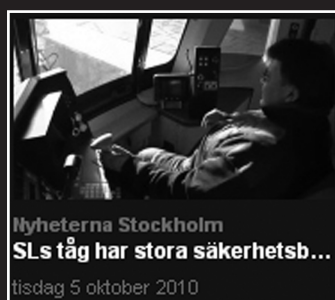 Nyheterna Stockholm
SLs tåg har stora säkerhetsb...
tisdag 5 oktober 2010